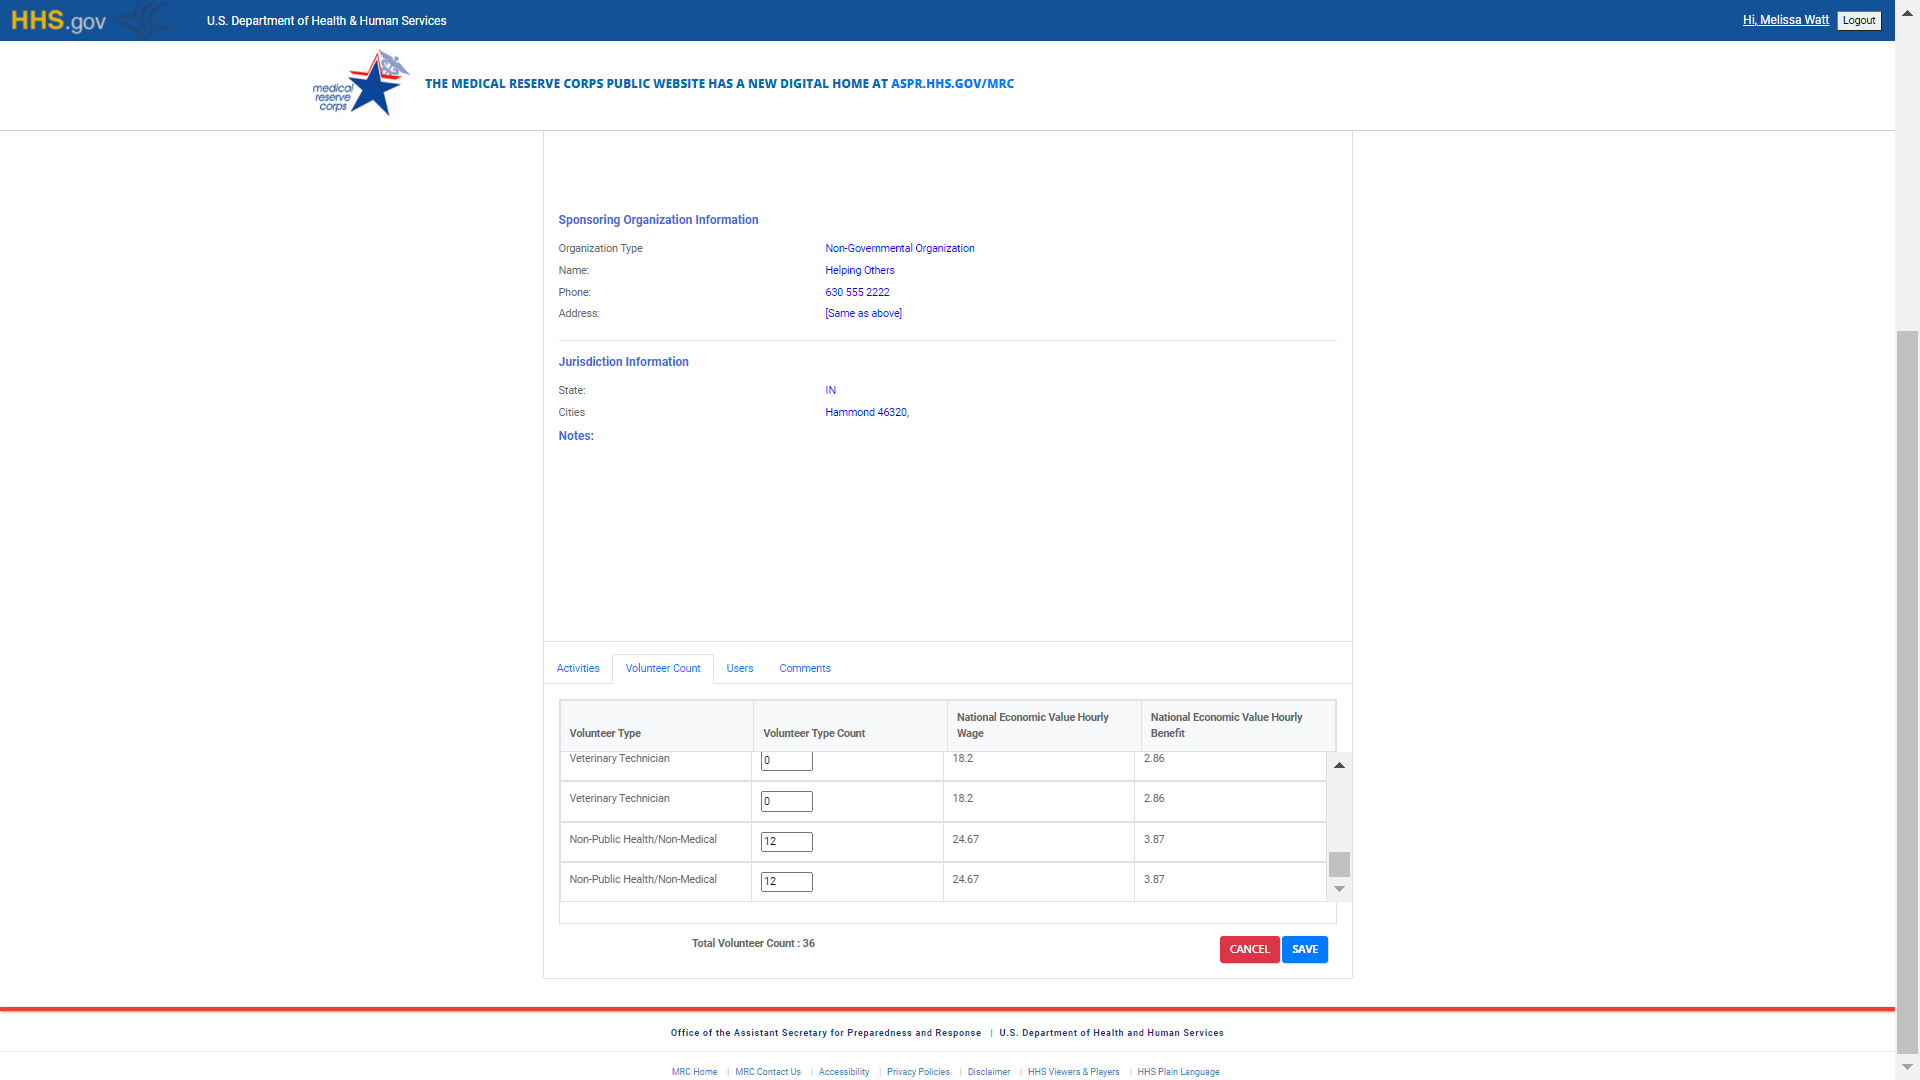 HHS.gov
U.S. Department of Health & Human Services
Hi, Melissa Watt
Logout
medical
reserve
corps
THE MEDICAL RESERVE CORPS PUBLIC WEBSITE HAS A NEW DIGITAL HOME AT ASPR.HHS.GOV/MRC
Sponsoring Organization Information
Organization Type Non-Governmental Organization
Name: Helping Others
Phone: 630 555 2222
Address: [Same as above]
Jurisdiction Information
State: IN
Cities Hammond 46320,
Notes:
Activities Volunteer Count Users Comments
Volunteer Type Volunteer Type Count National Economic Value Hourly Wage National Economic Value Hourly Benefit
Veterinary Technician 0 18.2 2.86
Veterinary Technician 0 18.2 2.86
Non-Public Health/Non-Medical 12 24.67 3.87
Non-Public Health/Non-Medical 12 24.67 3.87
Total Volunteer Count : 36
CANCEL SAVE
Office of the Assistant Secretary for Preparedness and Response | U.S. Department of Health and Human Services
MRC Home | MRC Contact Us | Accessibility | Privacy Policies | Disclaimer | HHS Viewers & Players | HHS Plain Language